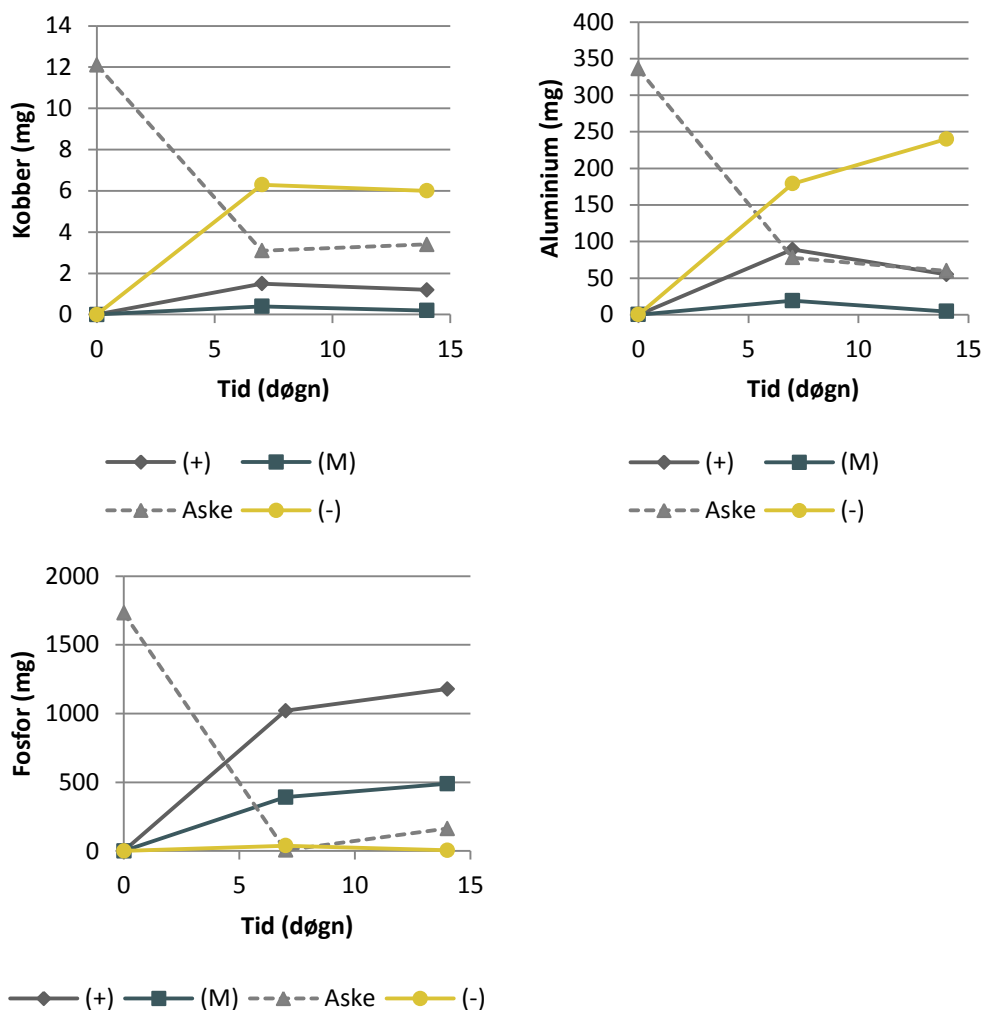 Kobber (mg)
14
12
10
8
6
4
2
0
0 5 10 15
Tid (døgn)
(+) (M)
Aske (-)
Aluminium (mg)
400
350
300
250
200
150
100
50
0
0 5 10 15
Tid (døgn)
(+) (M)
Aske (-)
Fosfor (mg)
2000
1500
1000
500
0
0 5 10 15
Tid (døgn)
(+) (M) Aske (-)